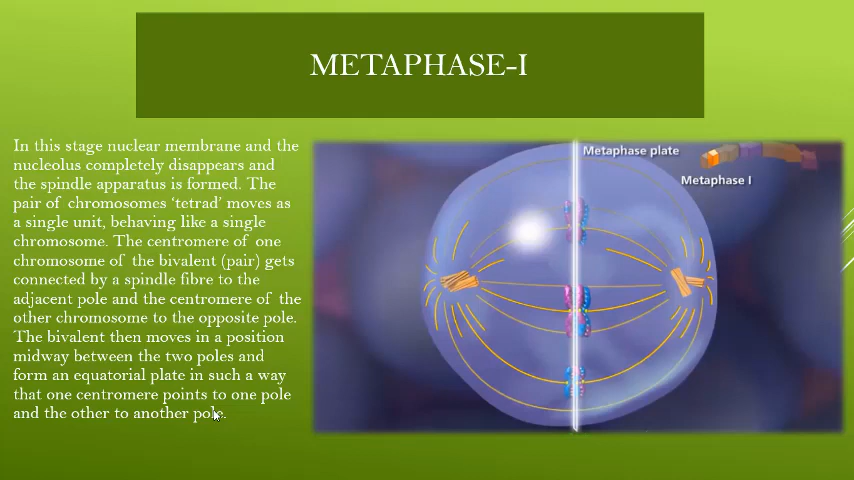 METAPHASE-I
In this stage nuclear membrane and the
nucleolus completely disappears and
the spindle apparatus is formed. The
pair of chromosomes ‘tetrad’ moves as
a single unit, behaving like a single
chromosome. The centromere of one
chromosome of the bivalent (pair) gets
connected by a spindle fibre to the
adjacent pole and the centromere of the
other chromosome to the opposite pole.
The bivalent then moves in a position
midway between the two poles and
form an equatorial plate in such a way
that one centromere points to one pole
and the other to another pole.
Metaphase plate
Metaphase I